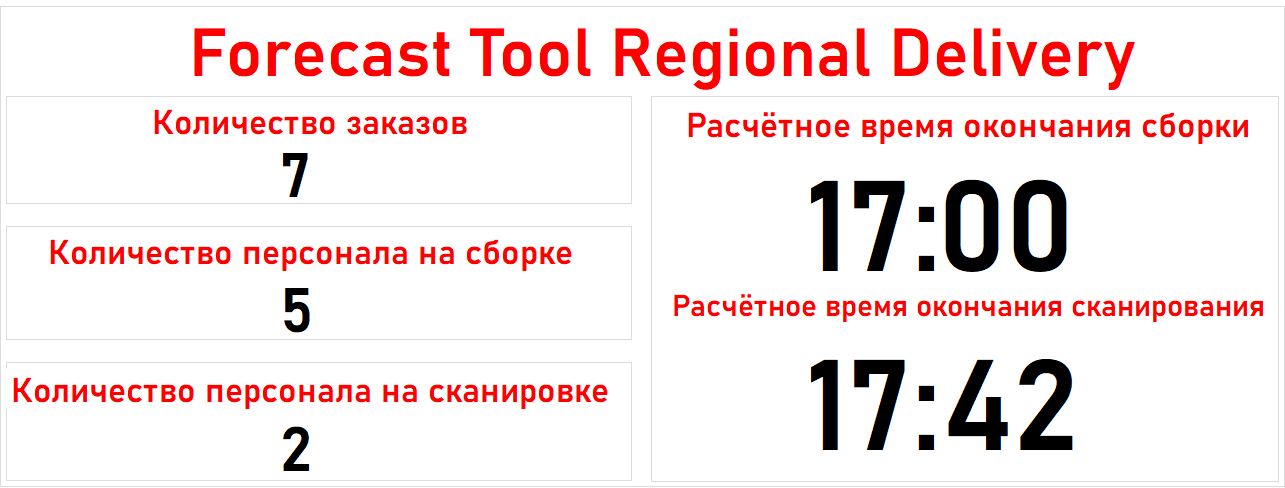 Forecast Tool Regional Delivery
Количество заказов
7
Количество персонала на сборке
5
Количество персонала на сканировке
2
Расчётное время окончания сборки
17:00
Расчётное время окончания сканирования
17:42